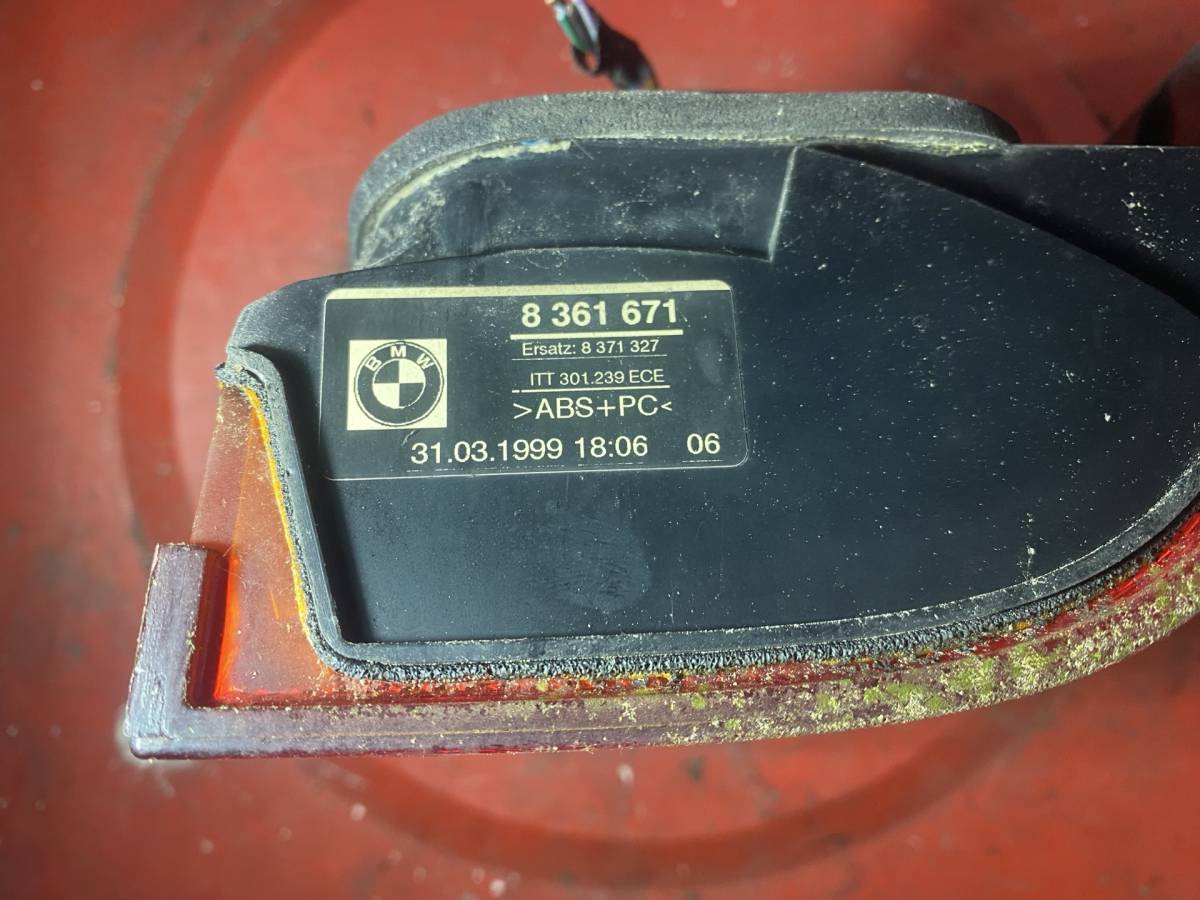 8 361 671
Ersatz: 8 371 327
BMW
ITT 301.239 ECE
>ABS+PC<
31.03.1999 18:06 06